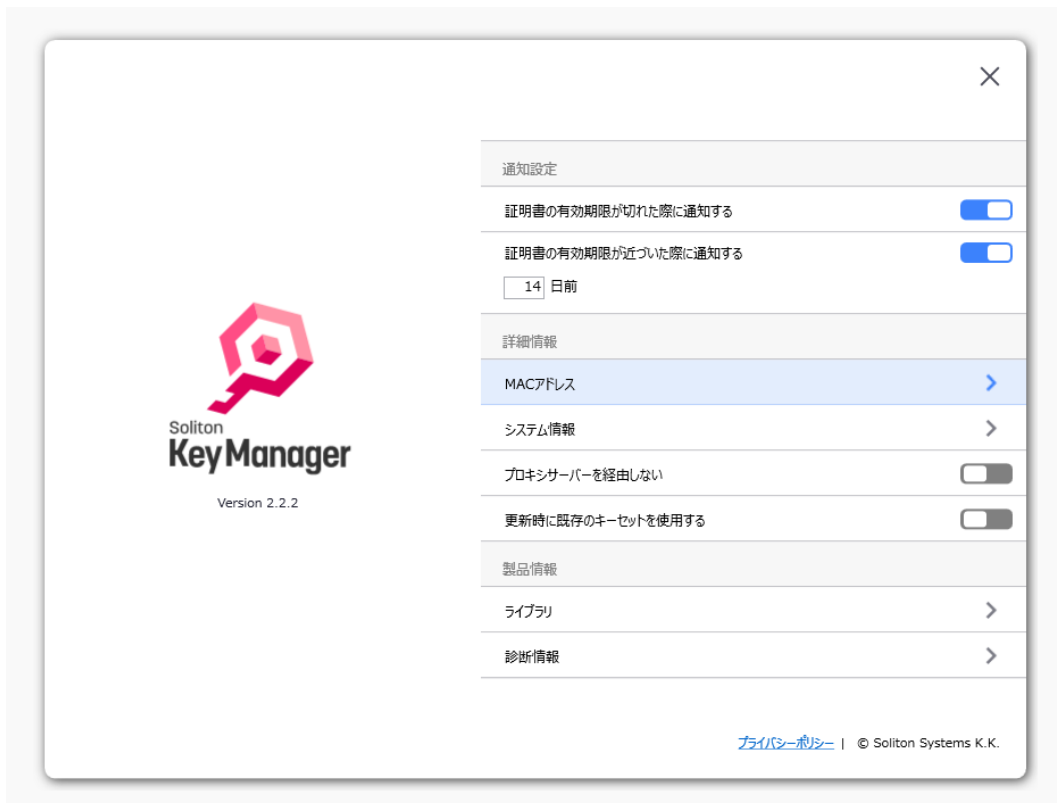 通知設定
証明書の有効期限が切れた際に通知する
証明書の有効期限が近づいた際に通知する
14 日前
詳細情報
MACアドレス
システム情報
プロキシサーバーを経由しない
更新時に既存のキーセットを使用する
製品情報
ライブラリ
診断情報
Soliton
KeyManager
Version 2.2.2
プライバシーポリシー | © Soliton Systems K.K.